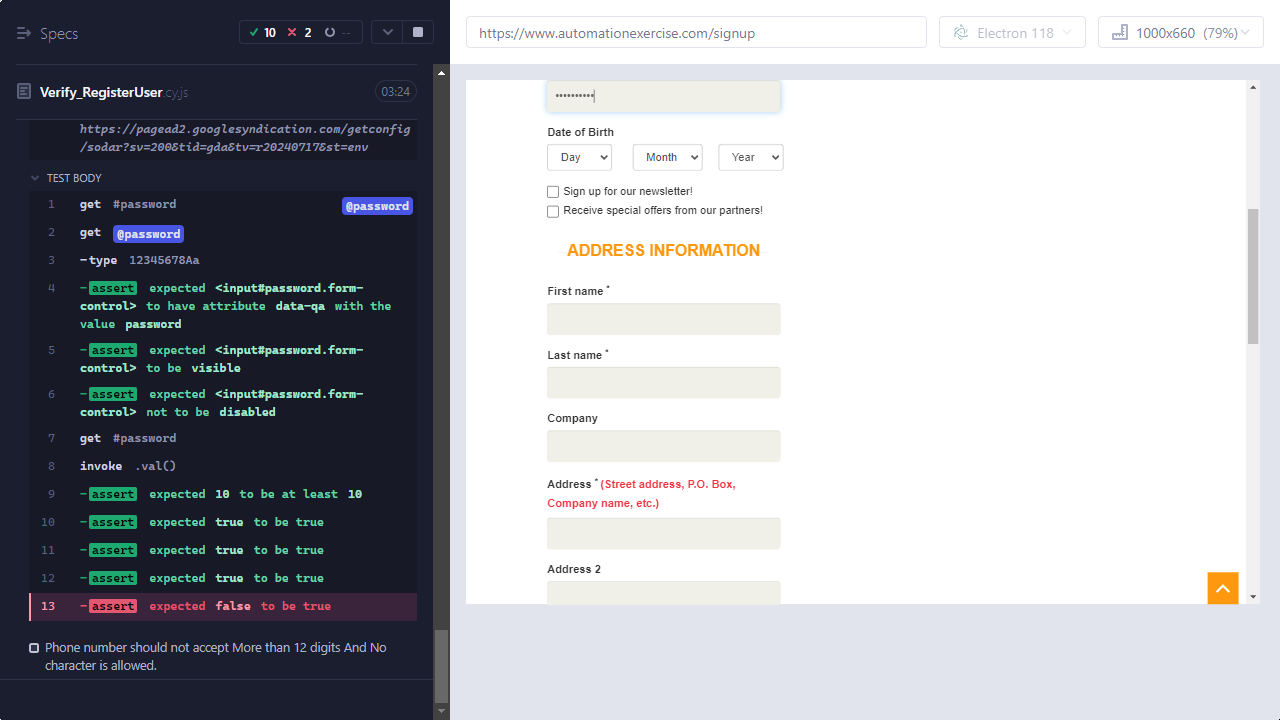 Specs
10
2
--
Verify_RegisterUser.cy.js
03:24
https://pagead2.googlesyndication.com/getconfig
/sodar?sv=200&tid=gda&tv=r20240717&st=env
TEST BODY
1 get #password @password
2 get @password
3 -type 12345678Aa
4 -assert expected <input#password.form-
control> to have attribute data-qa with the
value password
5 -assert expected <input#password.form-
control> to be visible
6 -assert expected <input#password.form-
control> not to be disabled
7 get #password
8 invoke .val()
9 -assert expected 10 to be at least 10
10 -assert expected true to be true
11 -assert expected true to be true
12 -assert expected true to be true
13 -assert expected false to be true
Phone number should not accept More than 12 digits And No
character is allowed.
https://www.automationexercise.com/signup
Electron 118
1000x660 (79%)
••••••••••
Date of Birth
Day
Month
Year
Sign up for our newsletter!
Receive special offers from our partners!
ADDRESS INFORMATION
First name *
Last name *
Company
Address * (Street address, P.O. Box,
Company name, etc.)
Address 2